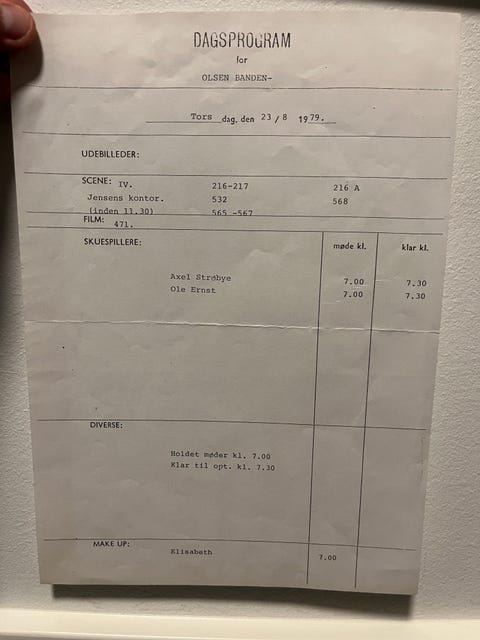 DAGSPROGRAM
for
OLSEN BANDEN-
Tors dag, den 23 / 8 1979.
UDEBILLEDER:
SCENE: IV. 216-217 216 A
Jensens kontor. 532 568
(inden 11.30) 565 -567
FILM: 471.
SKUESPILLERE: møde kl. klar kl.
Axel Strøbye 7.00 7.30
Ole Ernst 7.00 7.30
DIVERSE:
Holdet møder kl. 7.00
Klar til opt. kl. 7.30
MAKE UP: Elisabeth 7.00